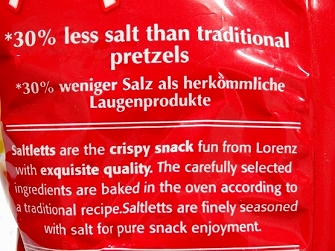 *30% less salt than traditional
pretzels
*30% weniger Salz als herkömmliche
Laugenprodukte
Saltletts are the crispy snack fun from Lorenz
with exquisite quality. The carefully selected
ingredients are baked in the oven according to
a traditional recipe.Saltletts are finely seasoned
with salt for pure snack enjoyment.